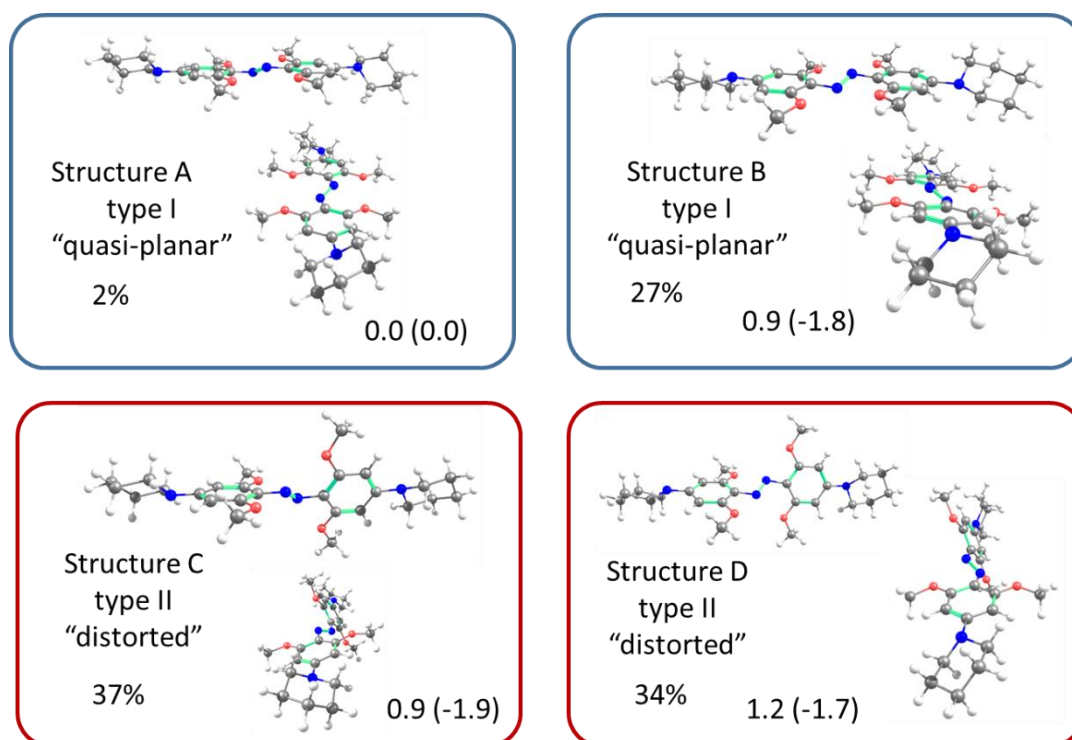 Structure A
type I
“quasi-planar”
2%
0.0 (0.0)
Structure B
type I
“quasi-planar”
27%
0.9 (-1.8)
Structure C
type II
“distorted”
37%
0.9 (-1.9)
Structure D
type II
“distorted”
34%
1.2 (-1.7)